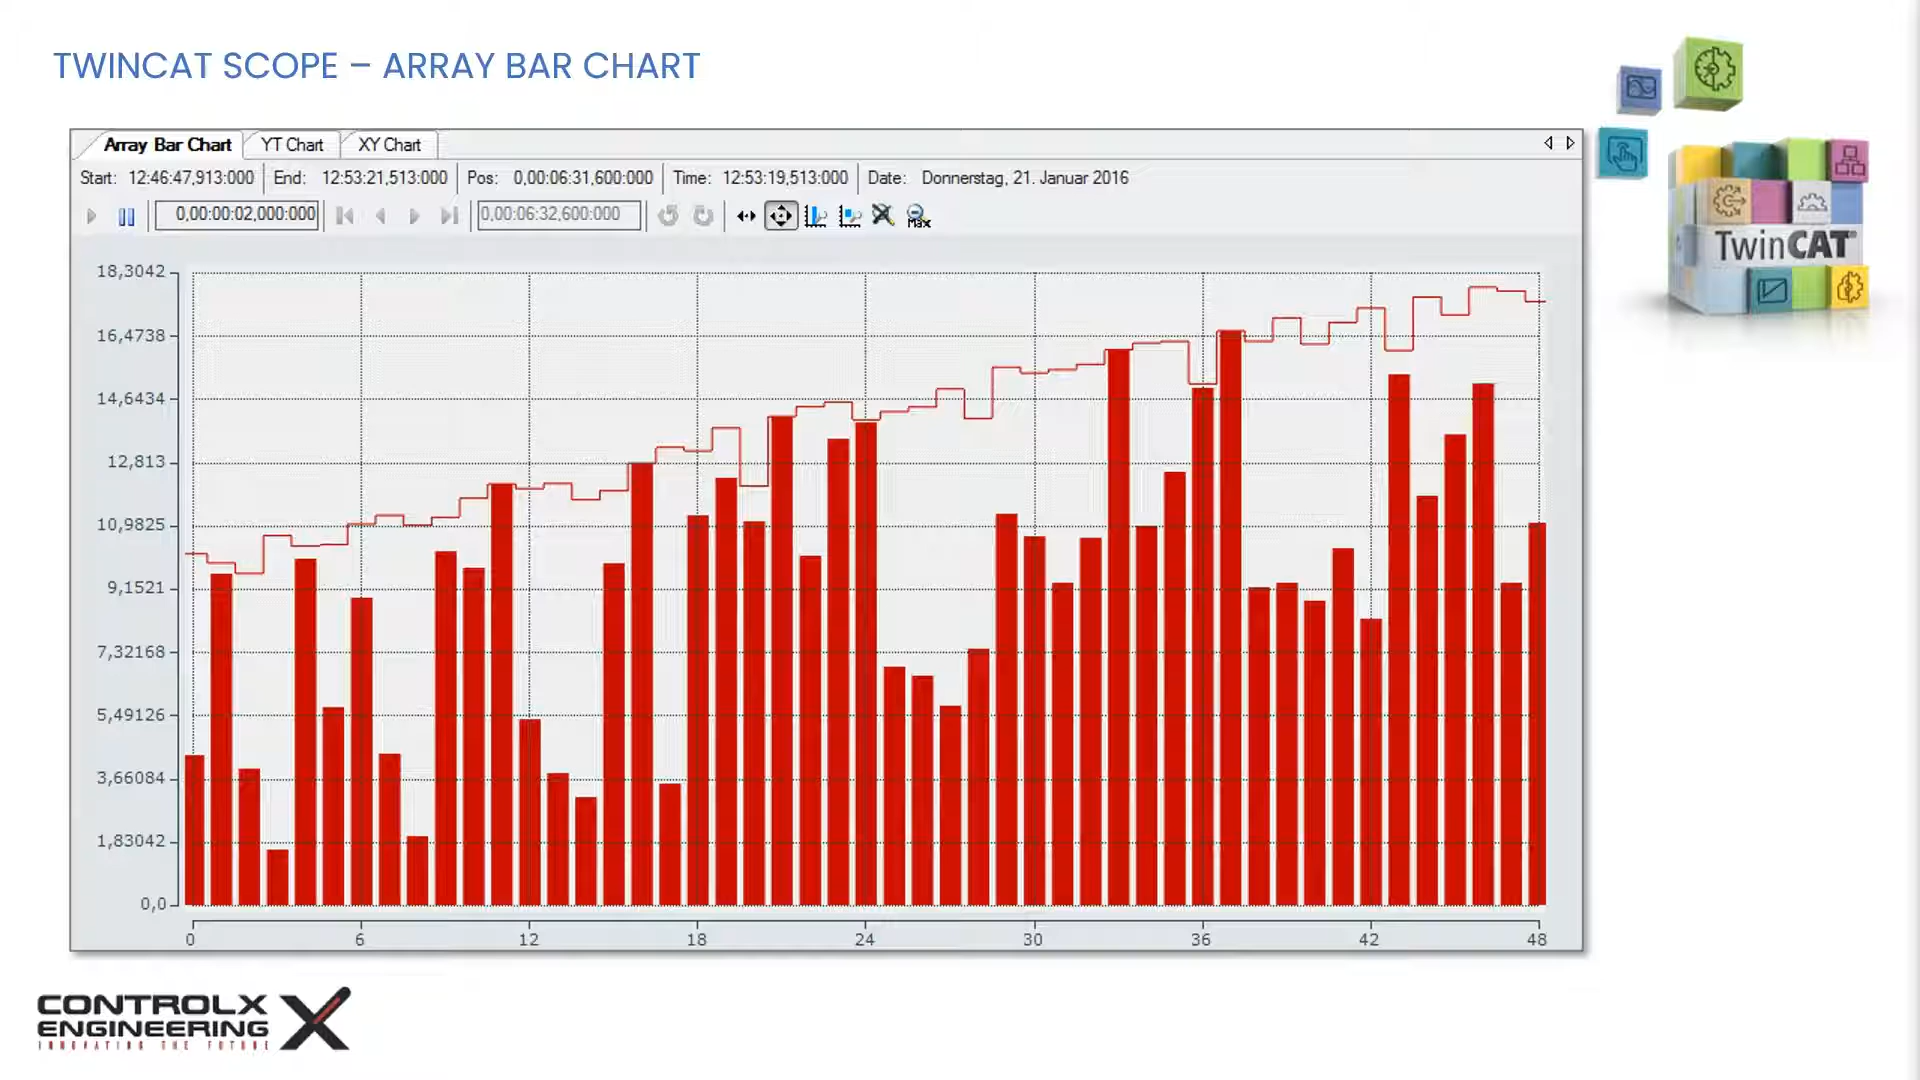 TWINCAT SCOPE – ARRAY BAR CHART
Array Bar Chart YT Chart XY Chart
Start: 12:46:47,913:000 End: 12:53:21,513:000 Pos: 0,00:06:31,600:000 Time: 12:53:19,513:000 Date: Donnerstag, 21. Januar 2016
0,00:00:02,000:000 0,00:06:32,600:000 Max
TwinCAT®
18,3042
16,4738
14,6434
12,813
10,9825
9,1521
7,32168
5,49126
3,66084
1,83042
0,0
0 6 12 18 24 30 36 42 48
CONTROLX
ENGINEERING
INNOVATING THE FUTURE
X